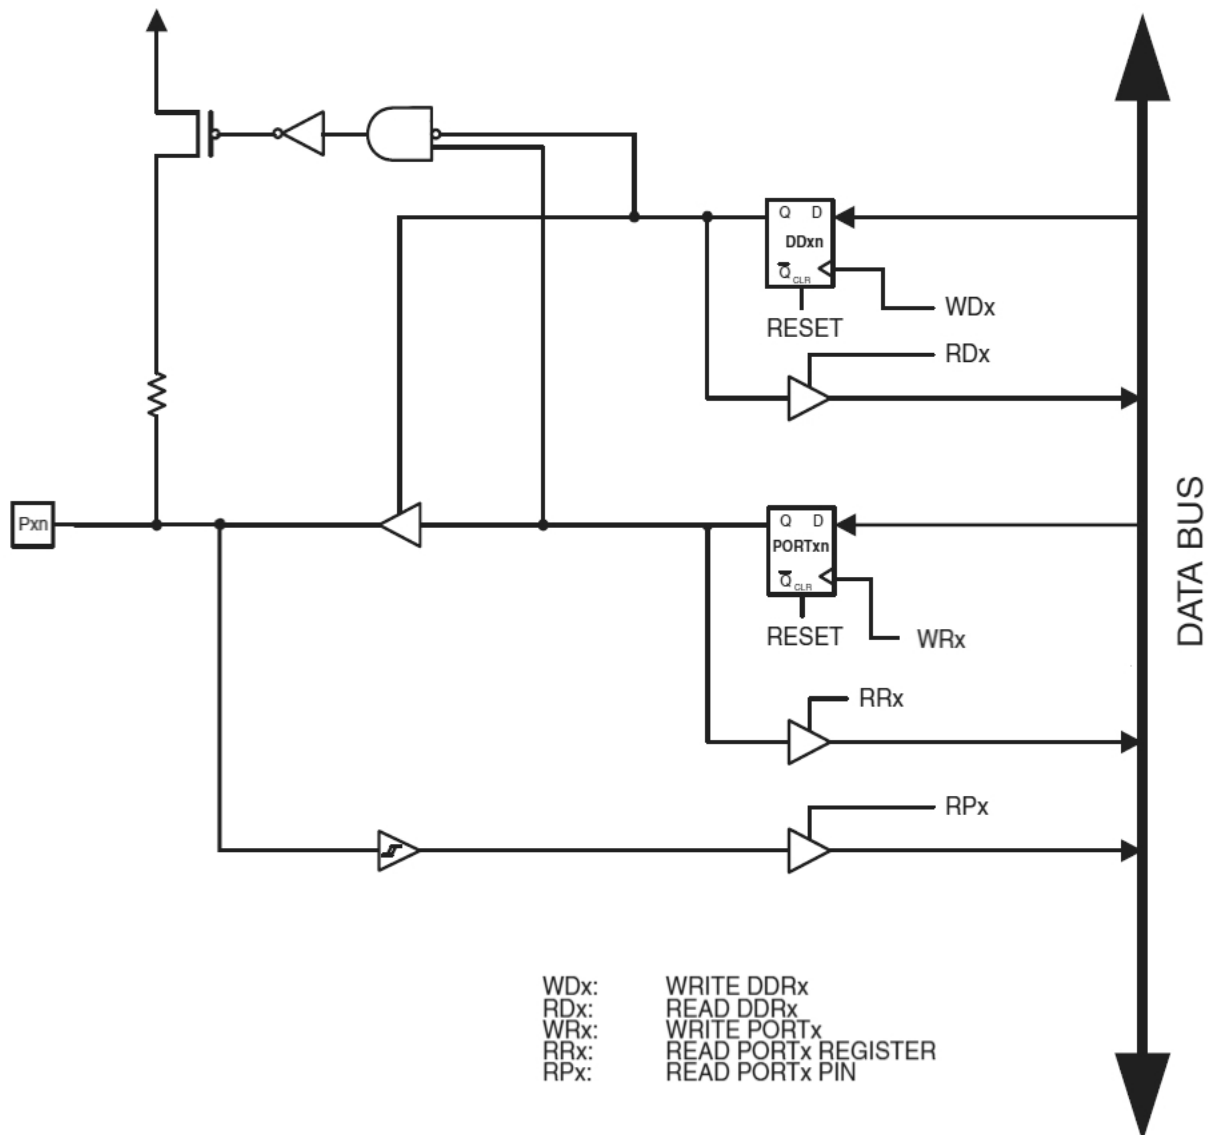 Q D
DDxn
Q CLR
WDx
RESET
RDx
Pxn
Q D
PORTxn
Q CLR
RESET
WRx
RRx
RPx
DATA BUS
WDx: WRITE DDRx
RDx: READ DDRx
WRx: WRITE PORTx
RRx: READ PORTx REGISTER
RPx: READ PORTx PIN